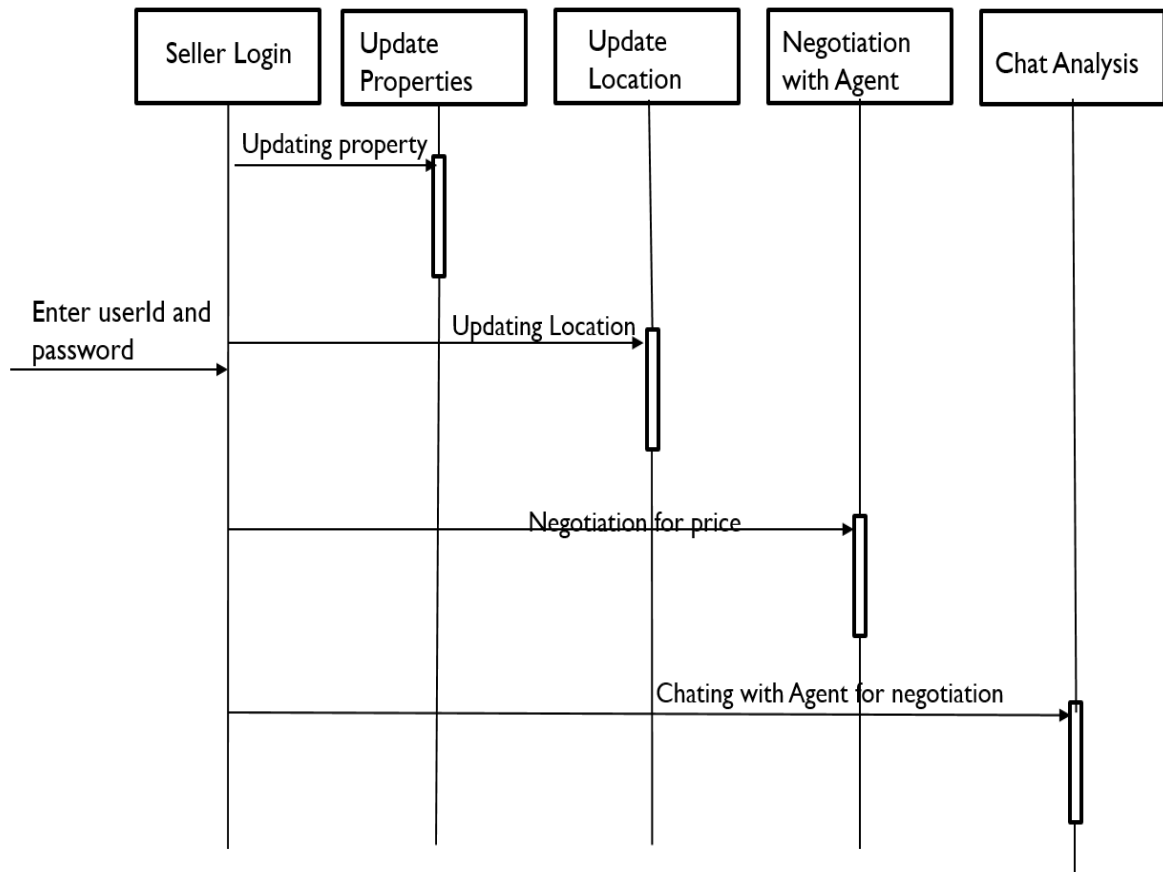 Seller Login
Update
Properties
Update
Location
Negotiation
with Agent
Chat Analysis
Updating property
Enter userId and
password
Updating Location
Negotiation for price
Chating with Agent for negotiation